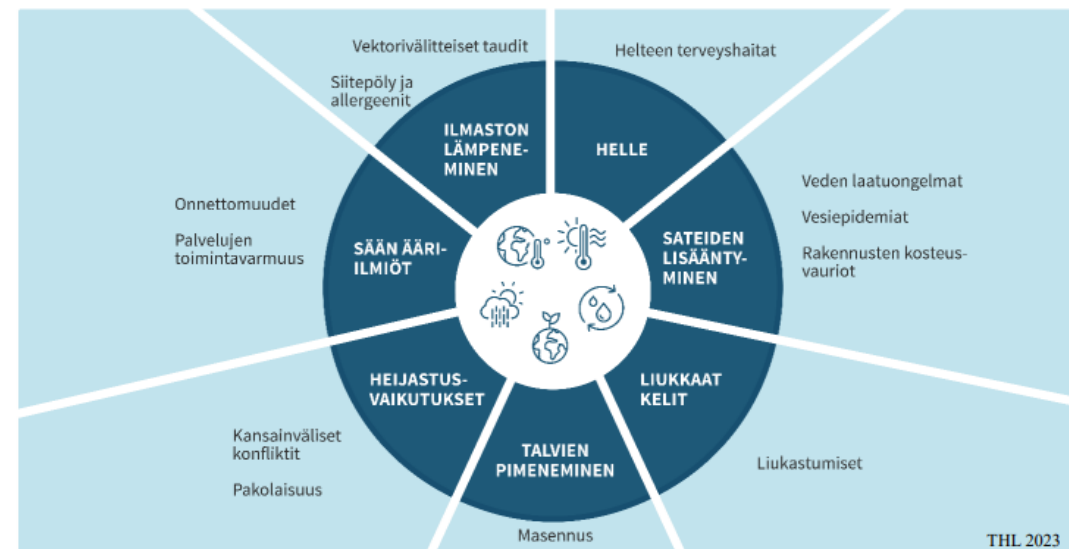 Vektorivälitteiset taudit
Siitepöly ja
allergeenit
ILMASTON
LÄMPENE-
MINEN
Helteen terveyshaitat
HELLE
Veden laatuongelmat
Vesiepidemiat
Rakennusten kosteus-
vauriot
SATEIDEN
LISÄÄNTY-
MINEN
Onnettomuudet
Palvelujen
toimintavarmuus
SÄÄN ÄÄRI-
ILMIÖT
HEIJASTUS-
VAIKUTUKSET
Kansainväliset
konfliktit
Pakolaisuus
LIUKKAAT
KELIT
Liukastumiset
TALVIEN
PIMENEMINEN
Masennus
THL 2023